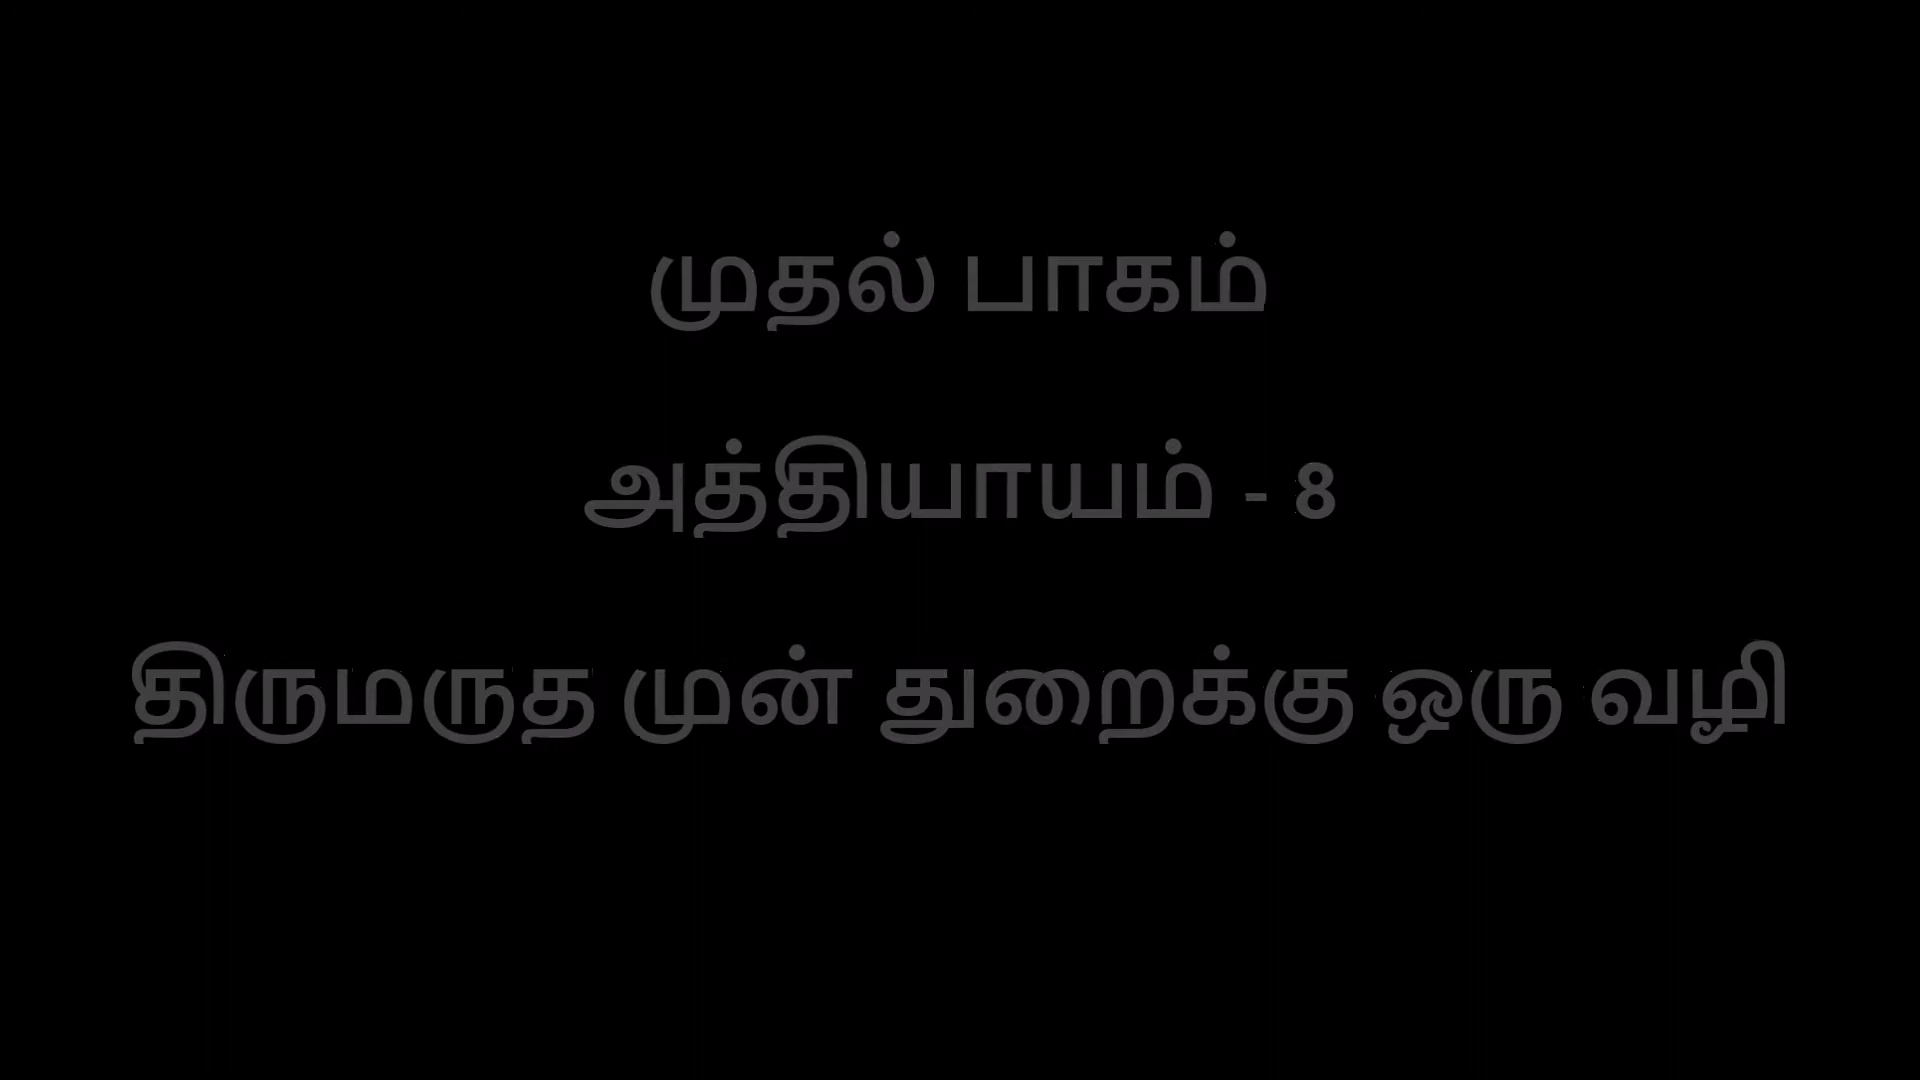 முதல் பாகம்
அத்தியாயம் - 8
திருமருத முன் துறைக்கு ஒரு வழி